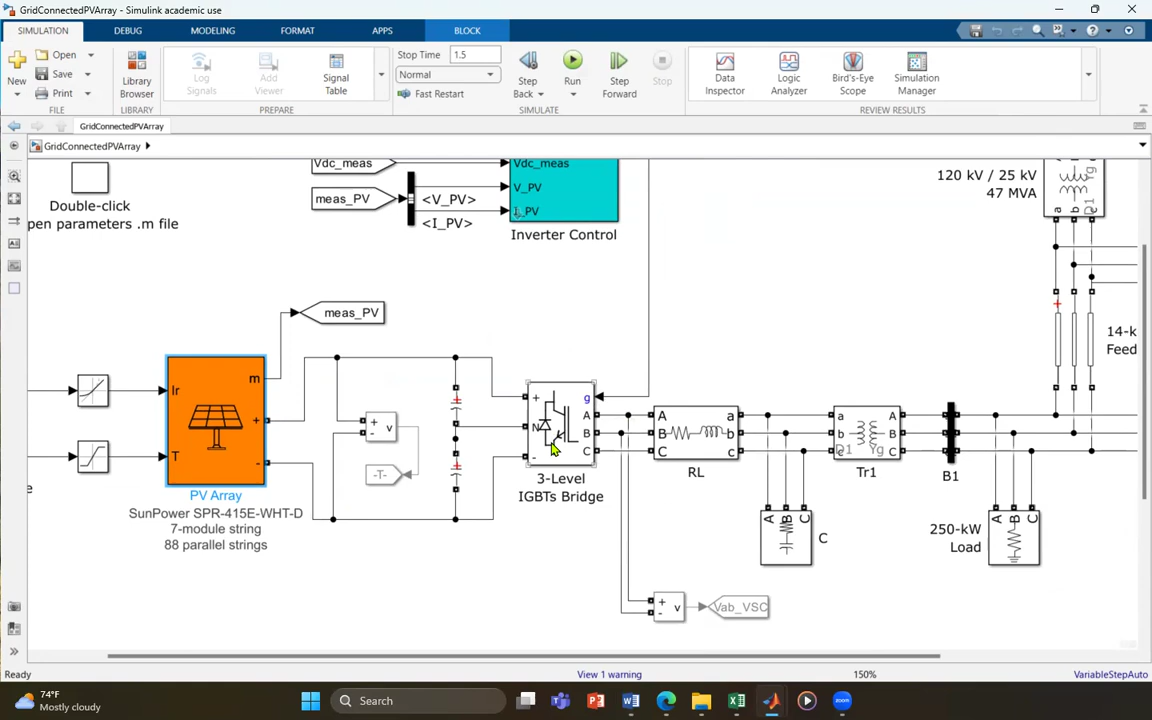 GridConnectedPVArray - Simulink academic use
SIMULATION DEBUG MODELING FORMAT APPS BLOCK
New
Open
Save
Print
FILE
Library
Browser
LIBRARY
Log
Signals
Add
Viewer
Signal
Table
PREPARE
Stop Time 1.5
Normal
Fast Restart
Step
Back
Run
Step
Forward
Stop
SIMULATE
Data
Inspector
Logic
Analyzer
Bird's-Eye
Scope
Simulation
Manager
REVIEW RESULTS
GridConnectedPVArray
GridConnectedPVArray
Double-click
pen parameters .m file
Vdc_meas
meas_PV
<V_PV>
<I_PV>
Vdc_meas
V_PV
I_PV
Inverter Control
120 kV / 25 kV
47 MVA
D1 Yg
a b c
meas_PV
Ir
T
m
+
-
PV Array
SunPower SPR-415E-WHT-D
7-module string
88 parallel strings
+
-
v
-T-
+
N
-
g
A
B
C
3-Level
IGBTs Bridge
A a
B b
C c
RL
a A
b B
c C
D1 Yg
Tr1
B1
A B C
C
250-kW
Load
A B C
14-k
Feed
+
-
v
Vab_VSC
e
Ready
View 1 warning
150%
VariableStepAuto
74°F
Mostly cloudy
Search
zoom